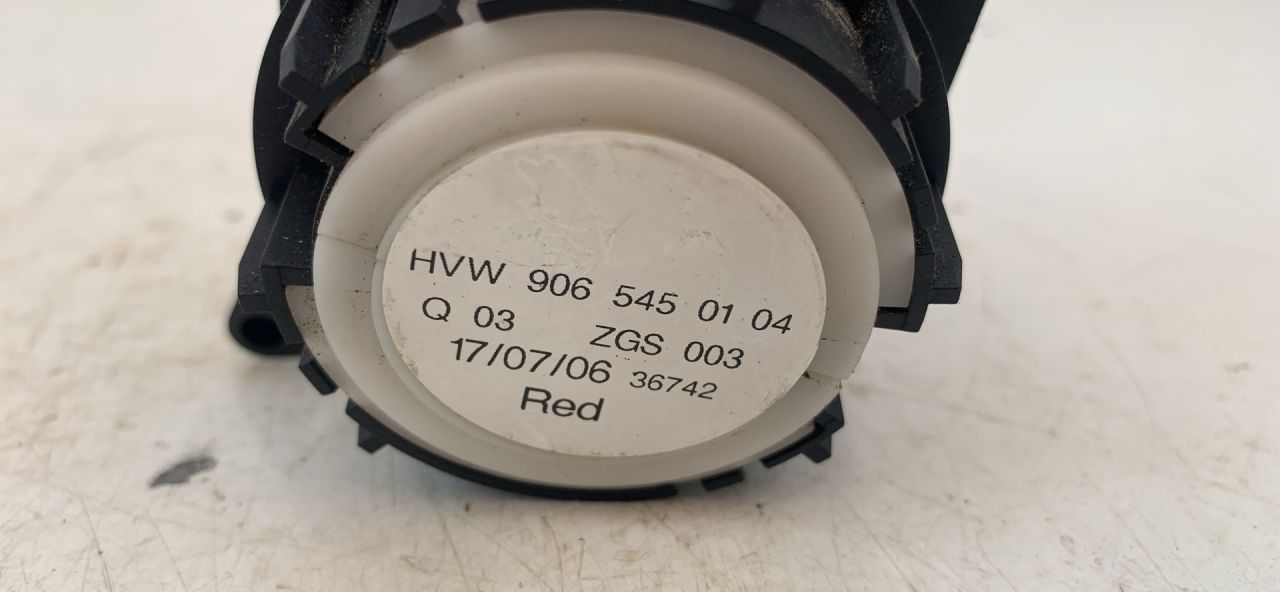 HVW 906 545 01 04
Q 03 ZGS 003
17/07/06 36742
Red